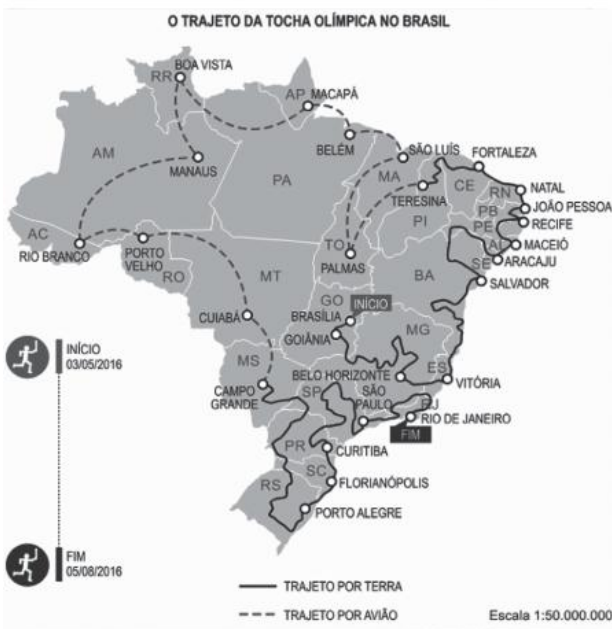 O TRAJETO DA TOCHA OLÍMPICA NO BRASIL
BOA VISTA
RR
AP
MACAPÁ
BELÉM
SÃO LUÍS
FORTALEZA
AM
MANAUS
PA
MA
TERESINA
CE
RN
NATAL
PB
JOÃO PESSOA
PI
PE
RECIFE
AC
RIO BRANCO
PORTO
VELHO
RO
TO
PALMAS
AL
MACEIÓ
SE
ARACAJU
MT
BA
SALVADOR
GO
INÍCIO
BRASÍLIA
GOIÂNIA
CUIABÁ
MG
MS
BELO HORIZONTE
ES
VITÓRIA
CAMPO
GRANDE
SP
SÃO
PAULO
RJ
RIO DE JANEIRO
FIM
PR
CURITIBA
SC
FLORIANÓPOLIS
RS
PORTO ALEGRE
INÍCIO
03/05/2016
FIM
05/08/2016
TRAJETO POR TERRA
TRAJETO POR AVIÃO
Escala 1:50.000.000